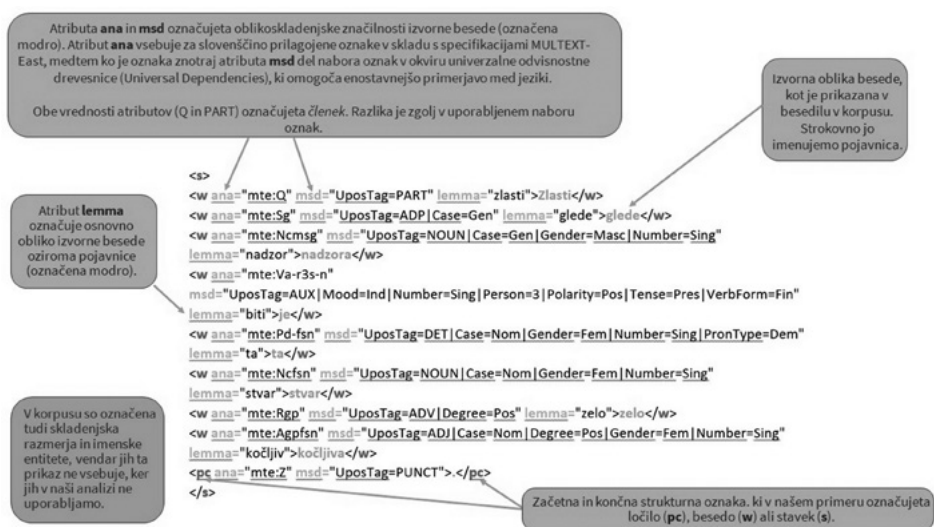 Atributa ana in msd označujeta oblikoskladenjske značilnosti izvorne besede (označena
modro). Atribut ana vsebuje za slovenščino prilagojene oznake v skladu s specifikacijami MULTEXT-
East, medtem ko je oznaka znotraj atributa msd del nabora oznak v okviru univerzalne odvisnostne
drevesnice (Universal Dependencies), ki omogoča enostavnejšo primerjavo med jeziki.
Obe vrednosti atributov (Q in PART) označujeta členek. Razlika je zgolj v uporabljenem naboru
oznak.
Izvorna oblika besede,
kot je prikazana v
besedilu v korpusu.
Strokovno jo
imenujemo pojavnica.
Atribut lemma
označuje osnovno
obliko izvorne besede
oziroma pojavnice
(označena modro).
V korpusu so označena
tudi skladenjska
razmerja in imenske
entitete, vendar jih ta
prikaz ne vsebuje, ker
jih v naši analizi ne
uporabljamo.
<s>
<w ana="mte:Q" msd="UposTag=PART" lemma="zlasti">Zlasti</w>
<w ana="mte:Sg" msd="UposTag=ADP|Case=Gen" lemma="glede">glede</w>
<w ana="mte:Ncmsg" msd="UposTag=NOUN|Case=Gen|Gender=Masc|Number=Sing"
lemma="nadzor">nadzora</w>
<w ana="mte:Va-r3s-n"
msd="UposTag=AUX|Mood=Ind|Number=Sing|Person=3|Polarity=Pos|Tense=Pres|VerbForm=Fin"
lemma="biti">je</w>
<w ana="mte:Pd-fsn" msd="UposTag=DET|Case=Nom|Gender=Fem|Number=Sing|PronType=Dem"
lemma="ta">ta</w>
<w ana="mte:Ncfsn" msd="UposTag=NOUN|Case=Nom|Gender=Fem|Number=Sing"
lemma="stvar">stvar</w>
<w ana="mte:Rgp" msd="UposTag=ADV|Degree=Pos" lemma="zelo">zelo</w>
<w ana="mte:Agpfsn" msd="UposTag=ADJ|Case=Nom|Degree=Pos|Gender=Fem|Number=Sing"
lemma="kočljiv">kočljiva</w>
<pc ana="mte:Z" msd="UposTag=PUNCT">.</pc>
</s>
Začetna in končna strukturna oznaka. ki v našem primeru označujeta
ločilo (pc), besedo (w) ali stavek (s).